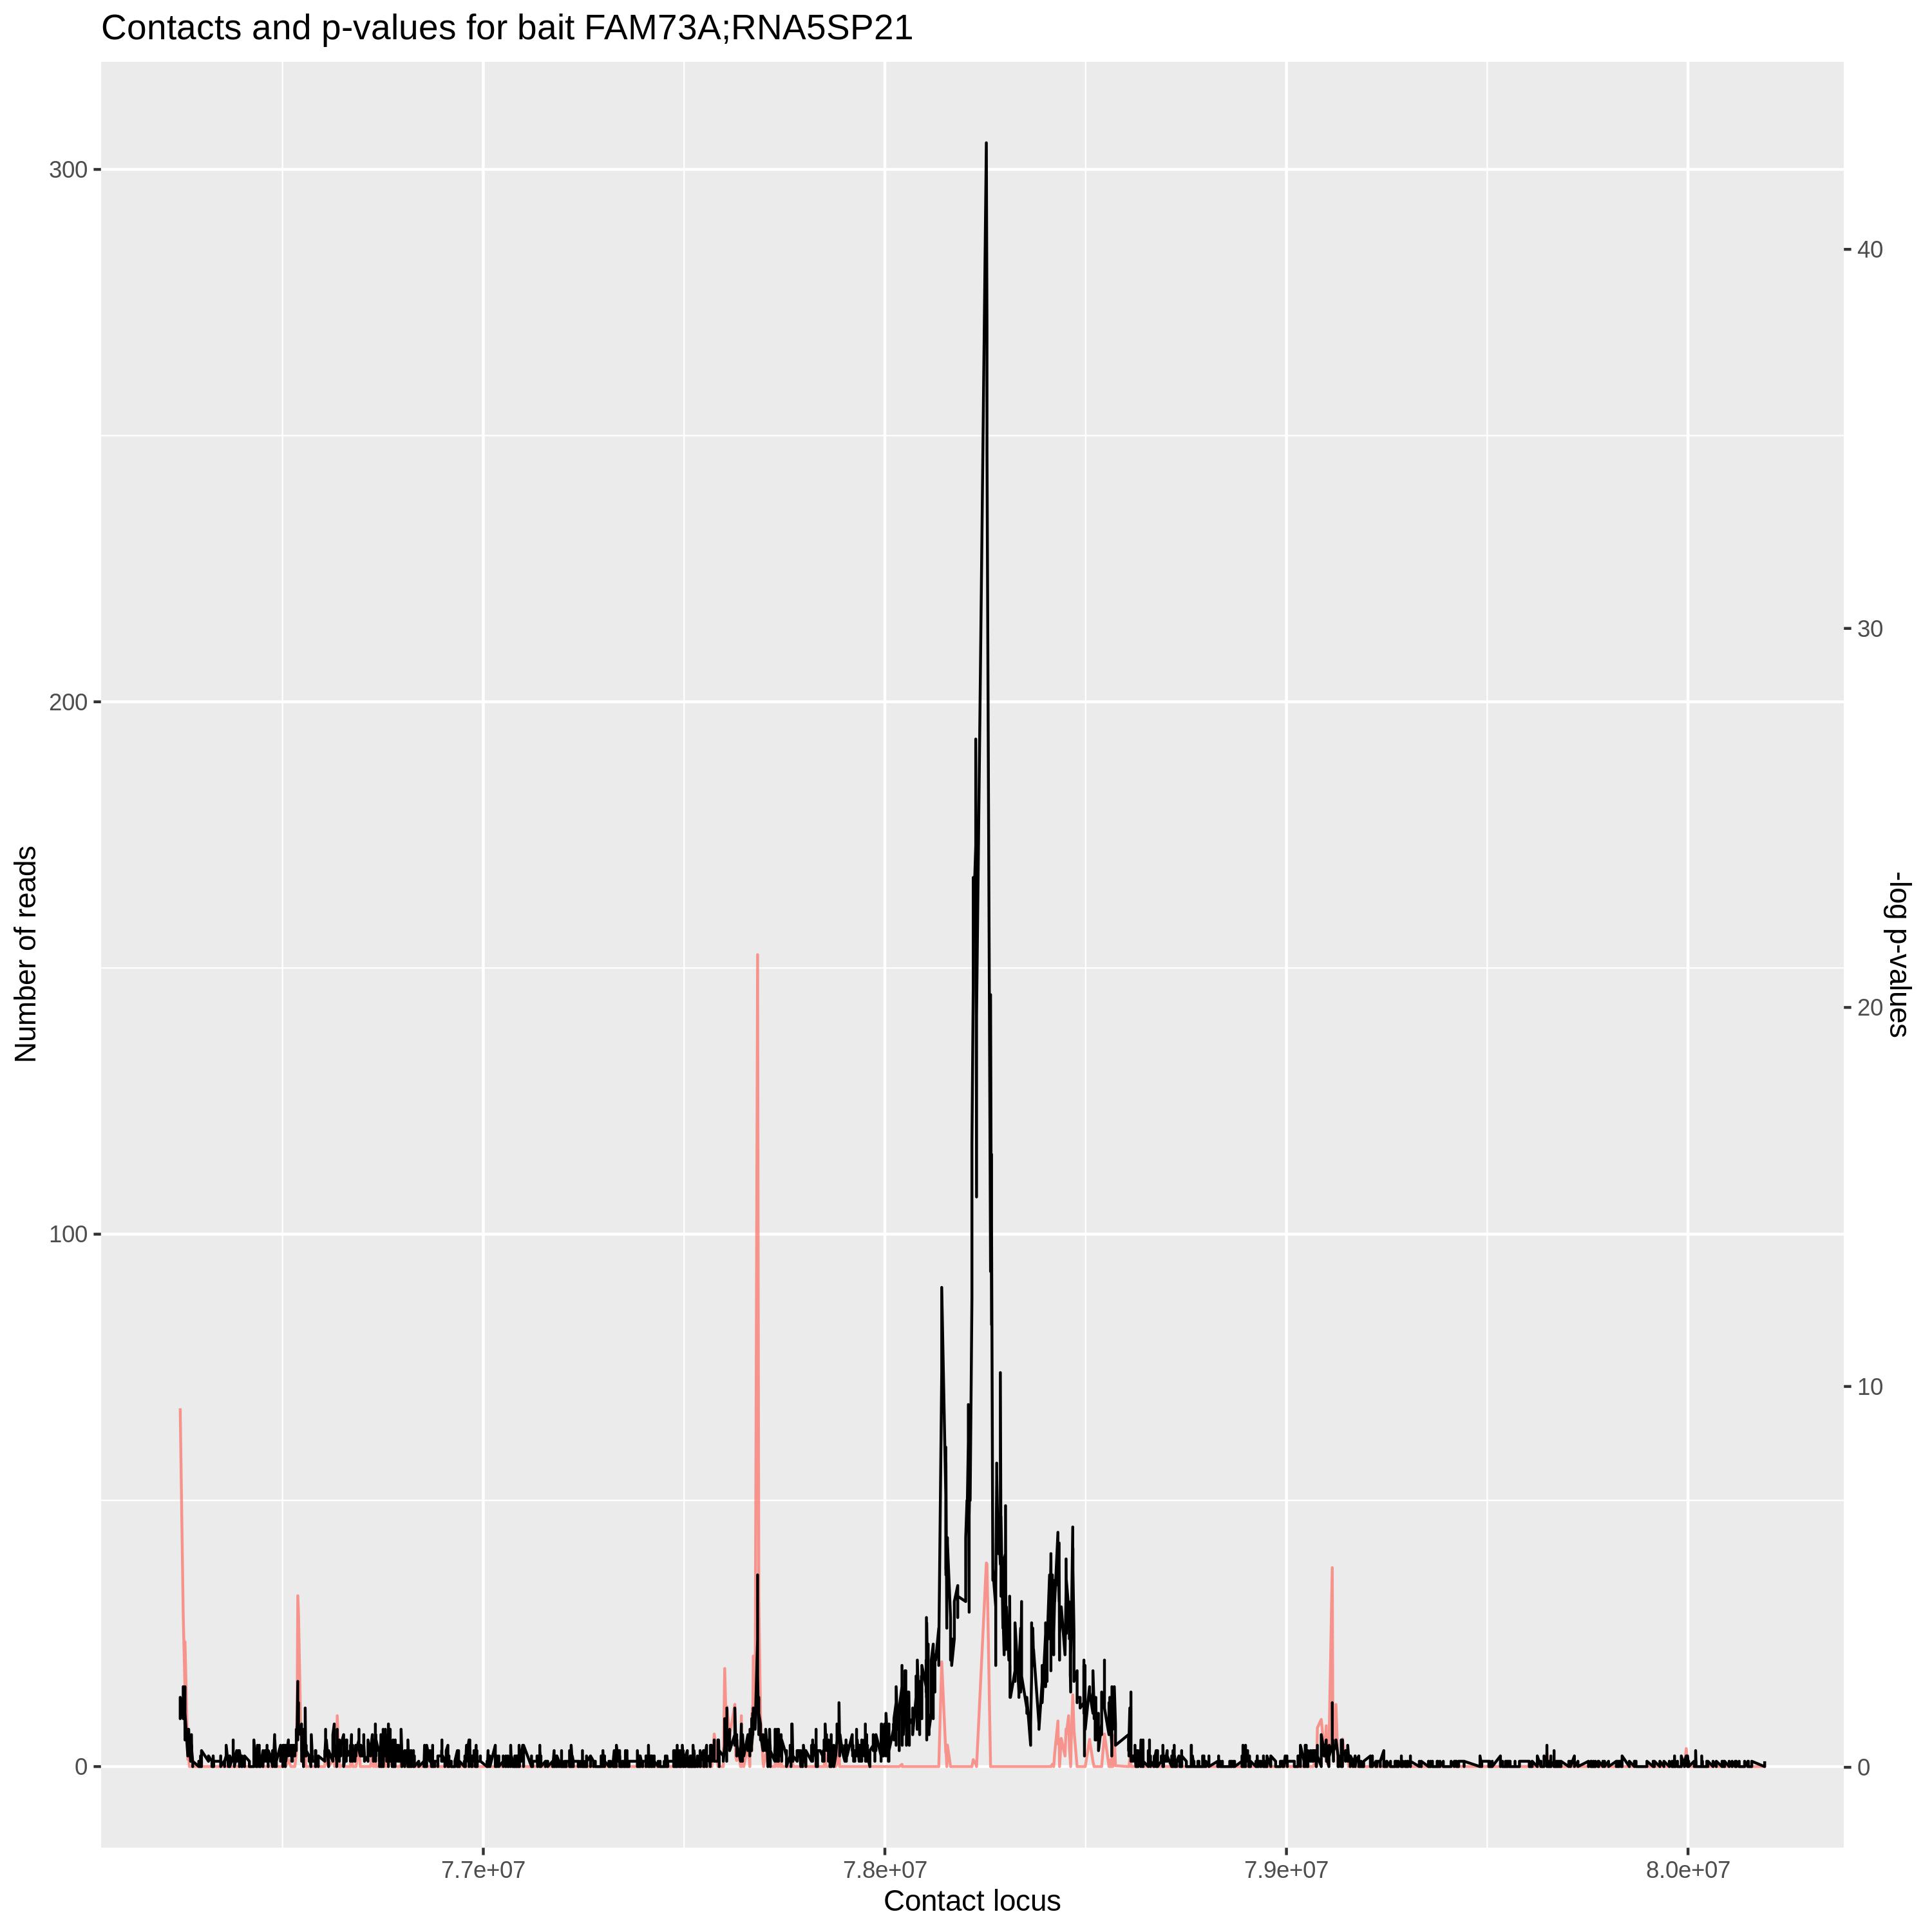 Contacts and p-values for bait FAM73A;RNA5SP21
300
200
100
0
Number of reads
40
30
20
10
0
-log p-values
7.7e+07
7.8e+07
7.9e+07
8.0e+07
Contact locus